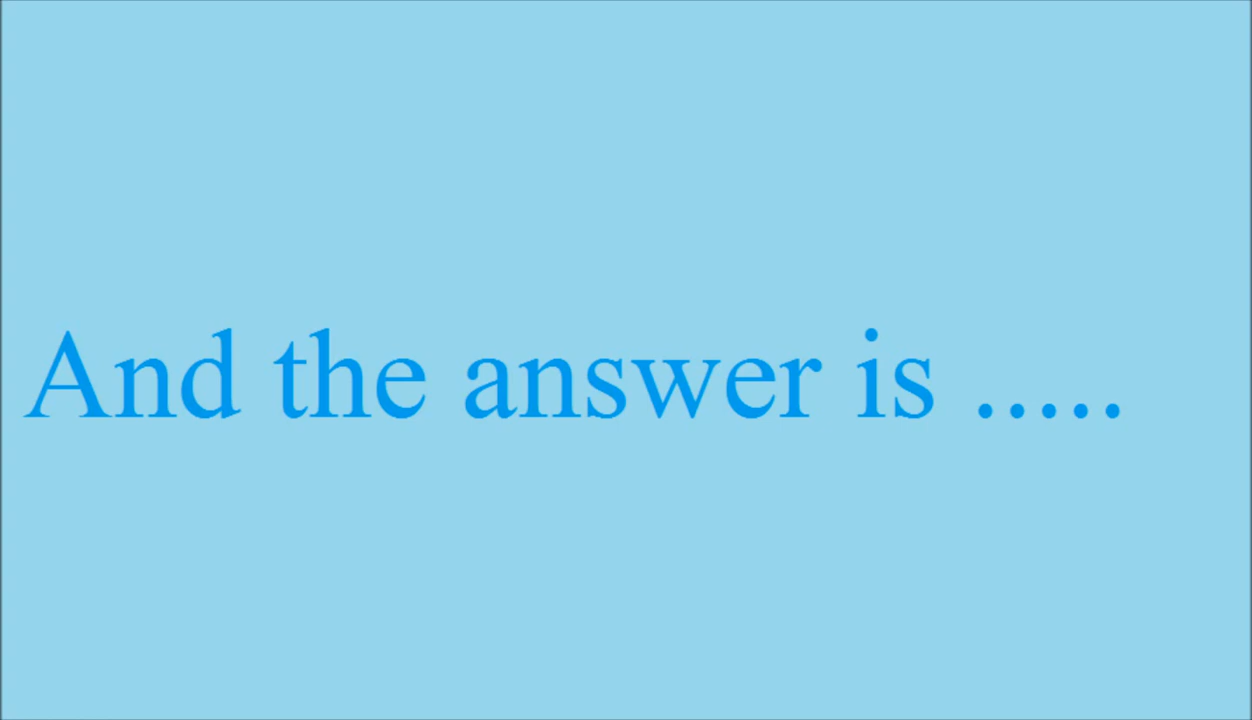 And the answer is .....